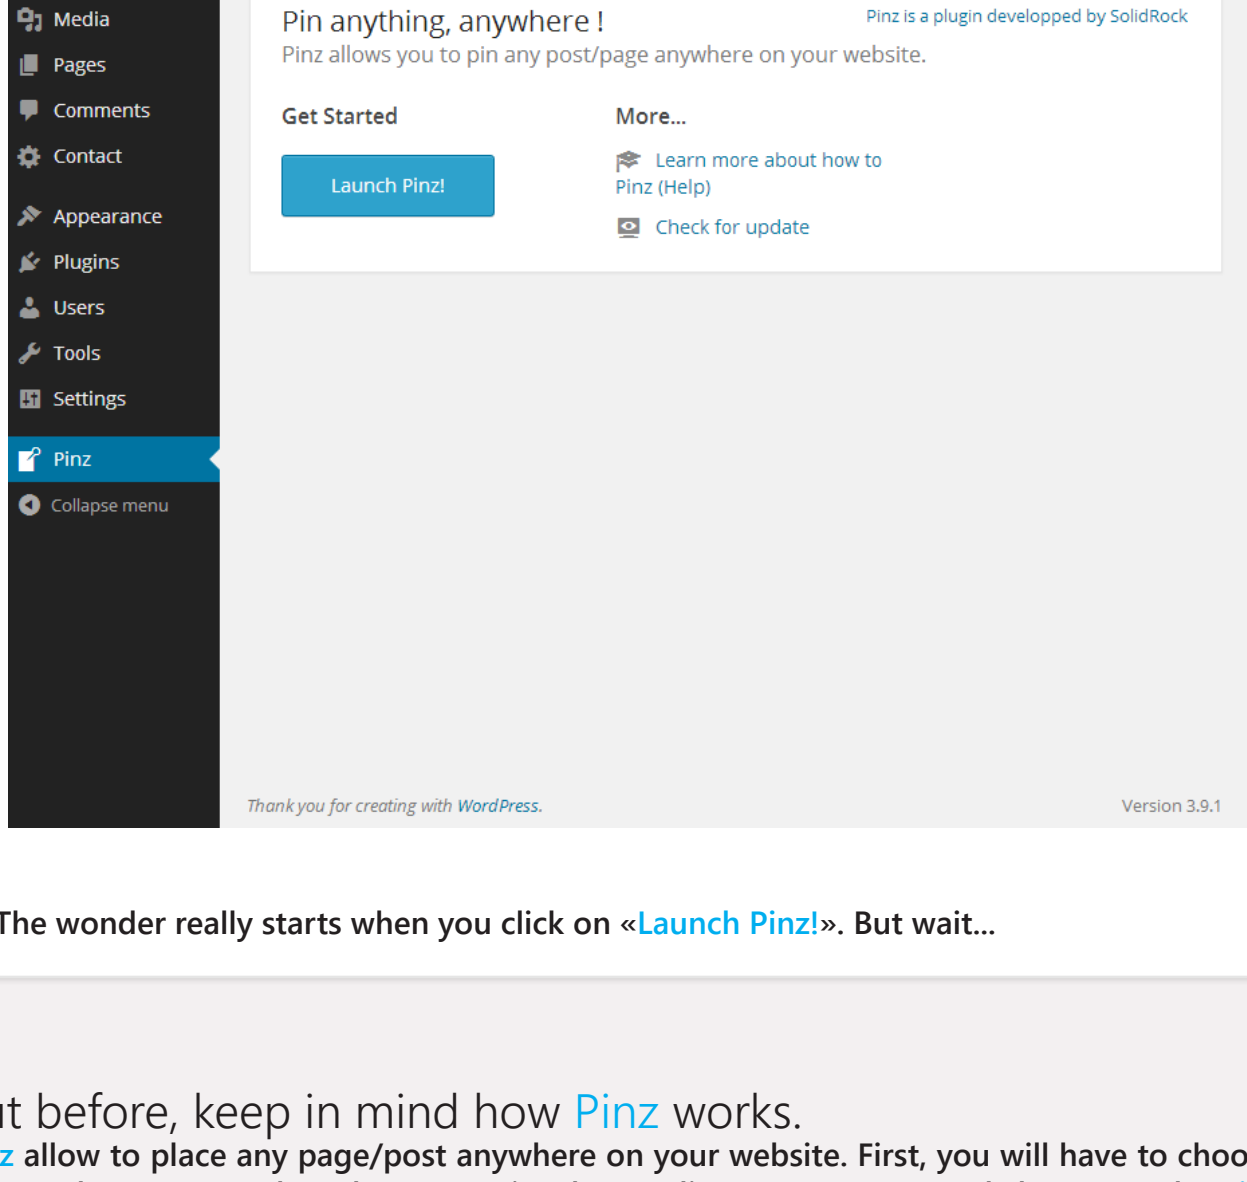 Media
Pages
Comments
Contact
Appearance
Plugins
Users
Tools
Settings
Pinz
Collapse menu
Pin anything, anywhere !
Pinz is a plugin developped by SolidRock
Pinz allows you to pin any post/page anywhere on your website.
Get Started
Launch Pinz!
More...
Learn more about how to
Pinz (Help)
Check for update
Thank you for creating with WordPress.
Version 3.9.1
The wonder really starts when you click on «Launch Pinz!». But wait...
before, keep in mind how Pinz works.
allow to place any page/post anywhere on your website. First, you will have to